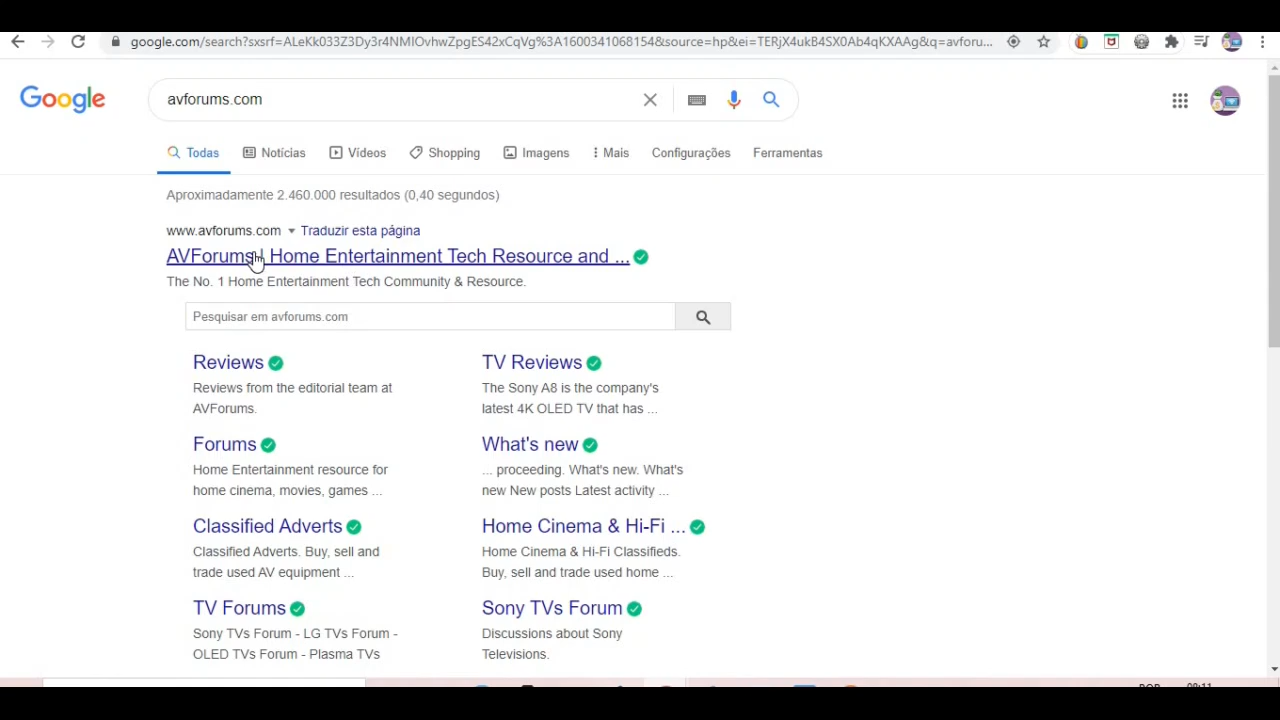 google.com/search?sxsrf=ALeKk033Z3Dy3r4NMfOvhwZpgES42xCqVg%3A1600341068154&source=hp&ei=TERjX4ukB4SX0Ab4qKXAAg&q=avforu...
Google
avforums.com
Todas
Notícias
Vídeos
Shopping
Imagens
Mais
Configurações
Ferramentas
Aproximadamente 2.460.000 resultados (0,40 segundos)
www.avforums.com
Traduzir esta página
AVForums | Home Entertainment Tech Resource and ...
The No. 1 Home Entertainment Tech Community & Resource.
Pesquisar em avforums.com
Reviews
Reviews from the editorial team at
AVForums.
TV Reviews
The Sony A8 is the company's
latest 4K OLED TV that has ...
Forums
Home Entertainment resource for
home cinema, movies, games ...
What's new
... proceeding. What's new. What's
new New posts Latest activity ...
Classified Adverts
Classified Adverts. Buy, sell and
trade used AV equipment ...
Home Cinema & Hi-Fi ...
Home Cinema & Hi-Fi Classifieds.
Buy, sell and trade used home ...
TV Forums
Sony TVs Forum - LG TVs Forum -
OLED TVs Forum - Plasma TVs
Sony TVs Forum
Discussions about Sony
Televisions.